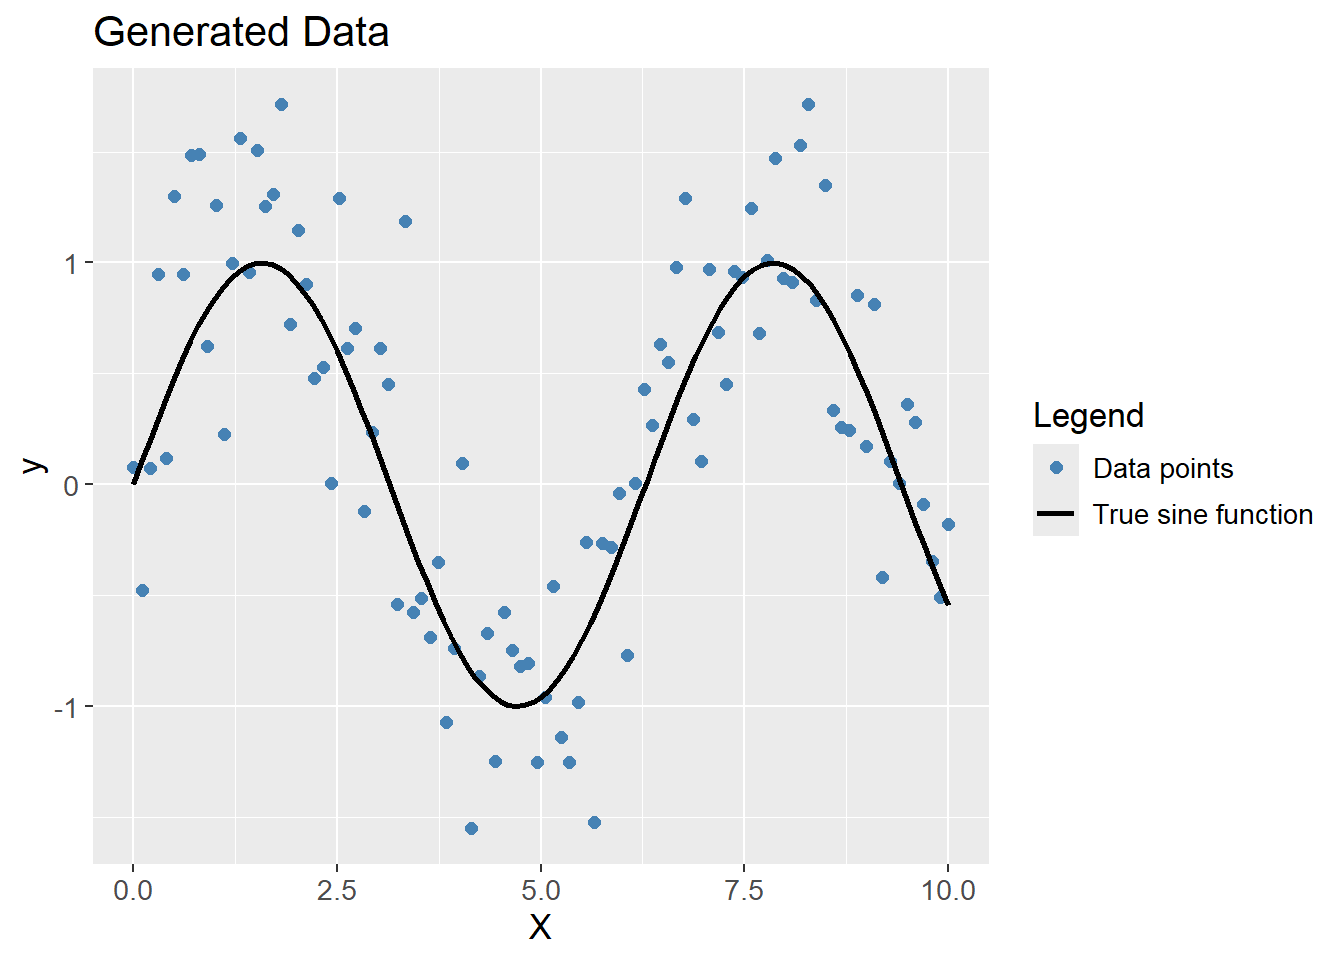 Generated Data
y
1
0
-1
0.0 2.5 5.0 7.5 10.0
X
Legend
Data points
True sine function